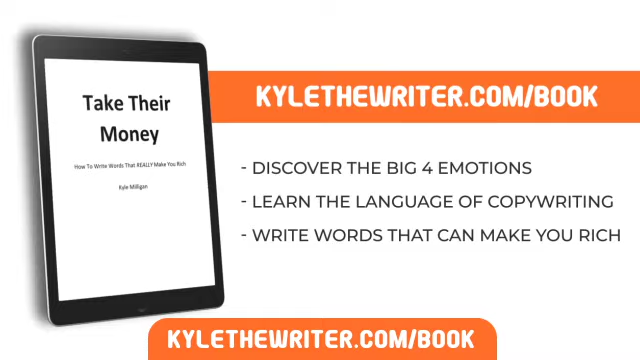 Take Their
Money
How To Write Words That REALLY Make You Rich
Kyle Milligan
KYLETHEWRITER.COM/BOOK
- DISCOVER THE BIG 4 EMOTIONS
- LEARN THE LANGUAGE OF COPYWRITING
- WRITE WORDS THAT CAN MAKE YOU RICH
KYLETHEWRITER.COM/BOOK